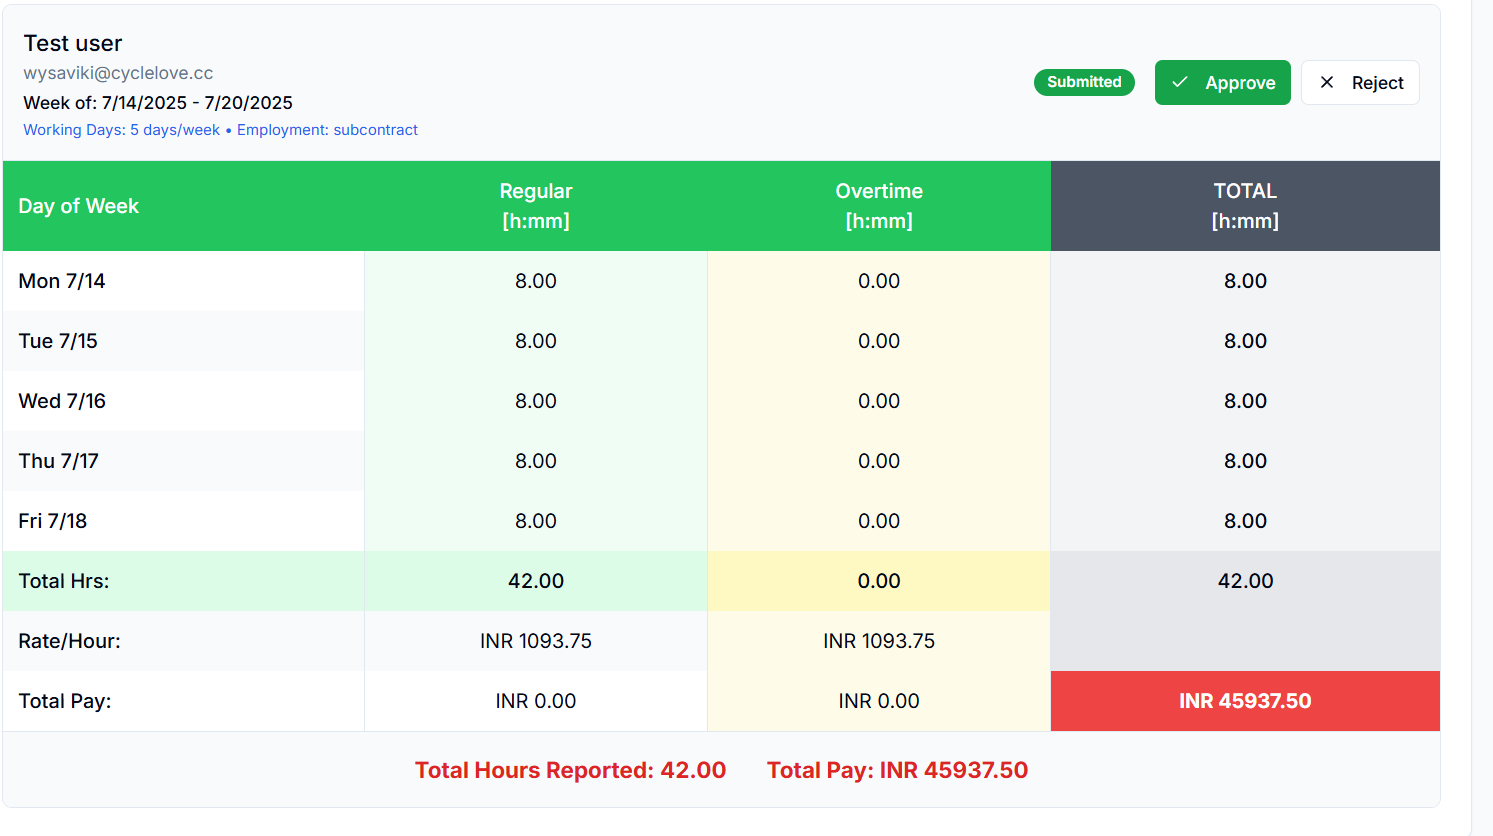 Test user
wysaviki@cyclelove.cc
Week of: 7/14/2025 - 7/20/2025
Working Days: 5 days/week • Employment: subcontract
Submitted
Approve
Reject
Day of Week Regular [h:mm] Overtime [h:mm] TOTAL [h:mm]
Mon 7/14 8.00 0.00 8.00
Tue 7/15 8.00 0.00 8.00
Wed 7/16 8.00 0.00 8.00
Thu 7/17 8.00 0.00 8.00
Fri 7/18 8.00 0.00 8.00
Total Hrs: 42.00 0.00 42.00
Rate/Hour: INR 1093.75 INR 1093.75
Total Pay: INR 0.00 INR 0.00 INR 45937.50
Total Hours Reported: 42.00 Total Pay: INR 45937.50